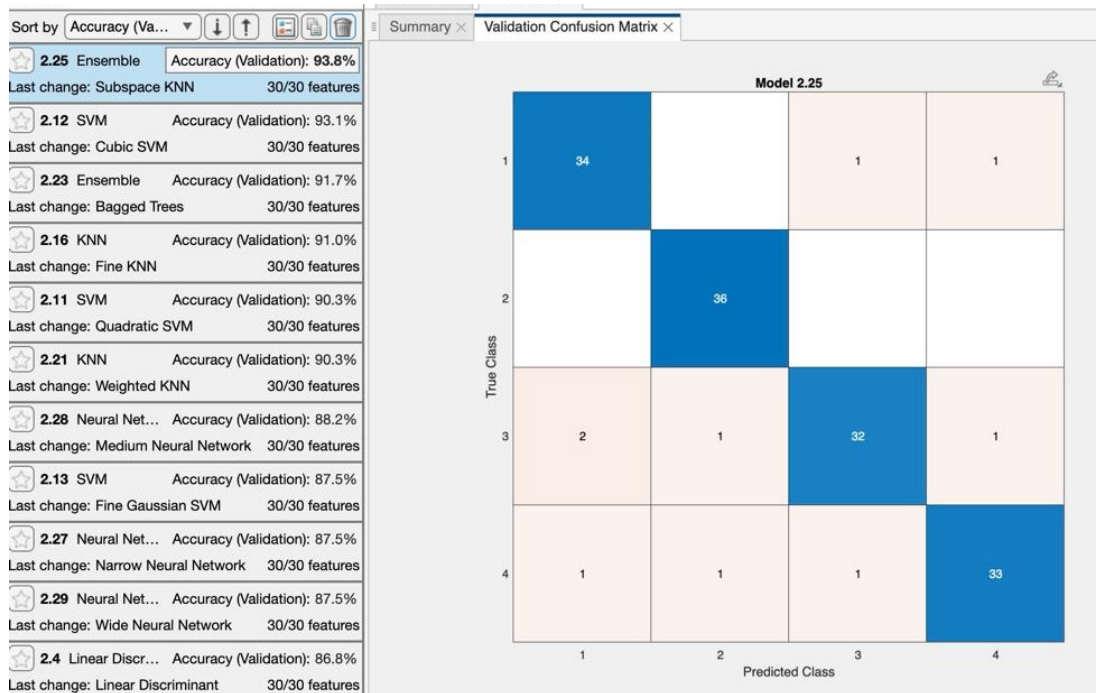 Sort by Accuracy (Va...
2.25 Ensemble Accuracy (Validation): 93.8%
Last change: Subspace KNN 30/30 features
2.12 SVM Accuracy (Validation): 93.1%
Last change: Cubic SVM 30/30 features
2.23 Ensemble Accuracy (Validation): 91.7%
Last change: Bagged Trees 30/30 features
2.16 KNN Accuracy (Validation): 91.0%
Last change: Fine KNN 30/30 features
2.11 SVM Accuracy (Validation): 90.3%
Last change: Quadratic SVM 30/30 features
2.21 KNN Accuracy (Validation): 90.3%
Last change: Weighted KNN 30/30 features
2.28 Neural Net... Accuracy (Validation): 88.2%
Last change: Medium Neural Network 30/30 features
2.13 SVM Accuracy (Validation): 87.5%
Last change: Fine Gaussian SVM 30/30 features
2.27 Neural Net... Accuracy (Validation): 87.5%
Last change: Narrow Neural Network 30/30 features
2.29 Neural Net... Accuracy (Validation): 87.5%
Last change: Wide Neural Network 30/30 features
2.4 Linear Discr... Accuracy (Validation): 86.8%
Last change: Linear Discriminant 30/30 features
Summary Validation Confusion Matrix
Model 2.25
True Class
1 34 1 1
2 36
3 2 1 32 1
4 1 1 1 33
1 2 3 4
Predicted Class